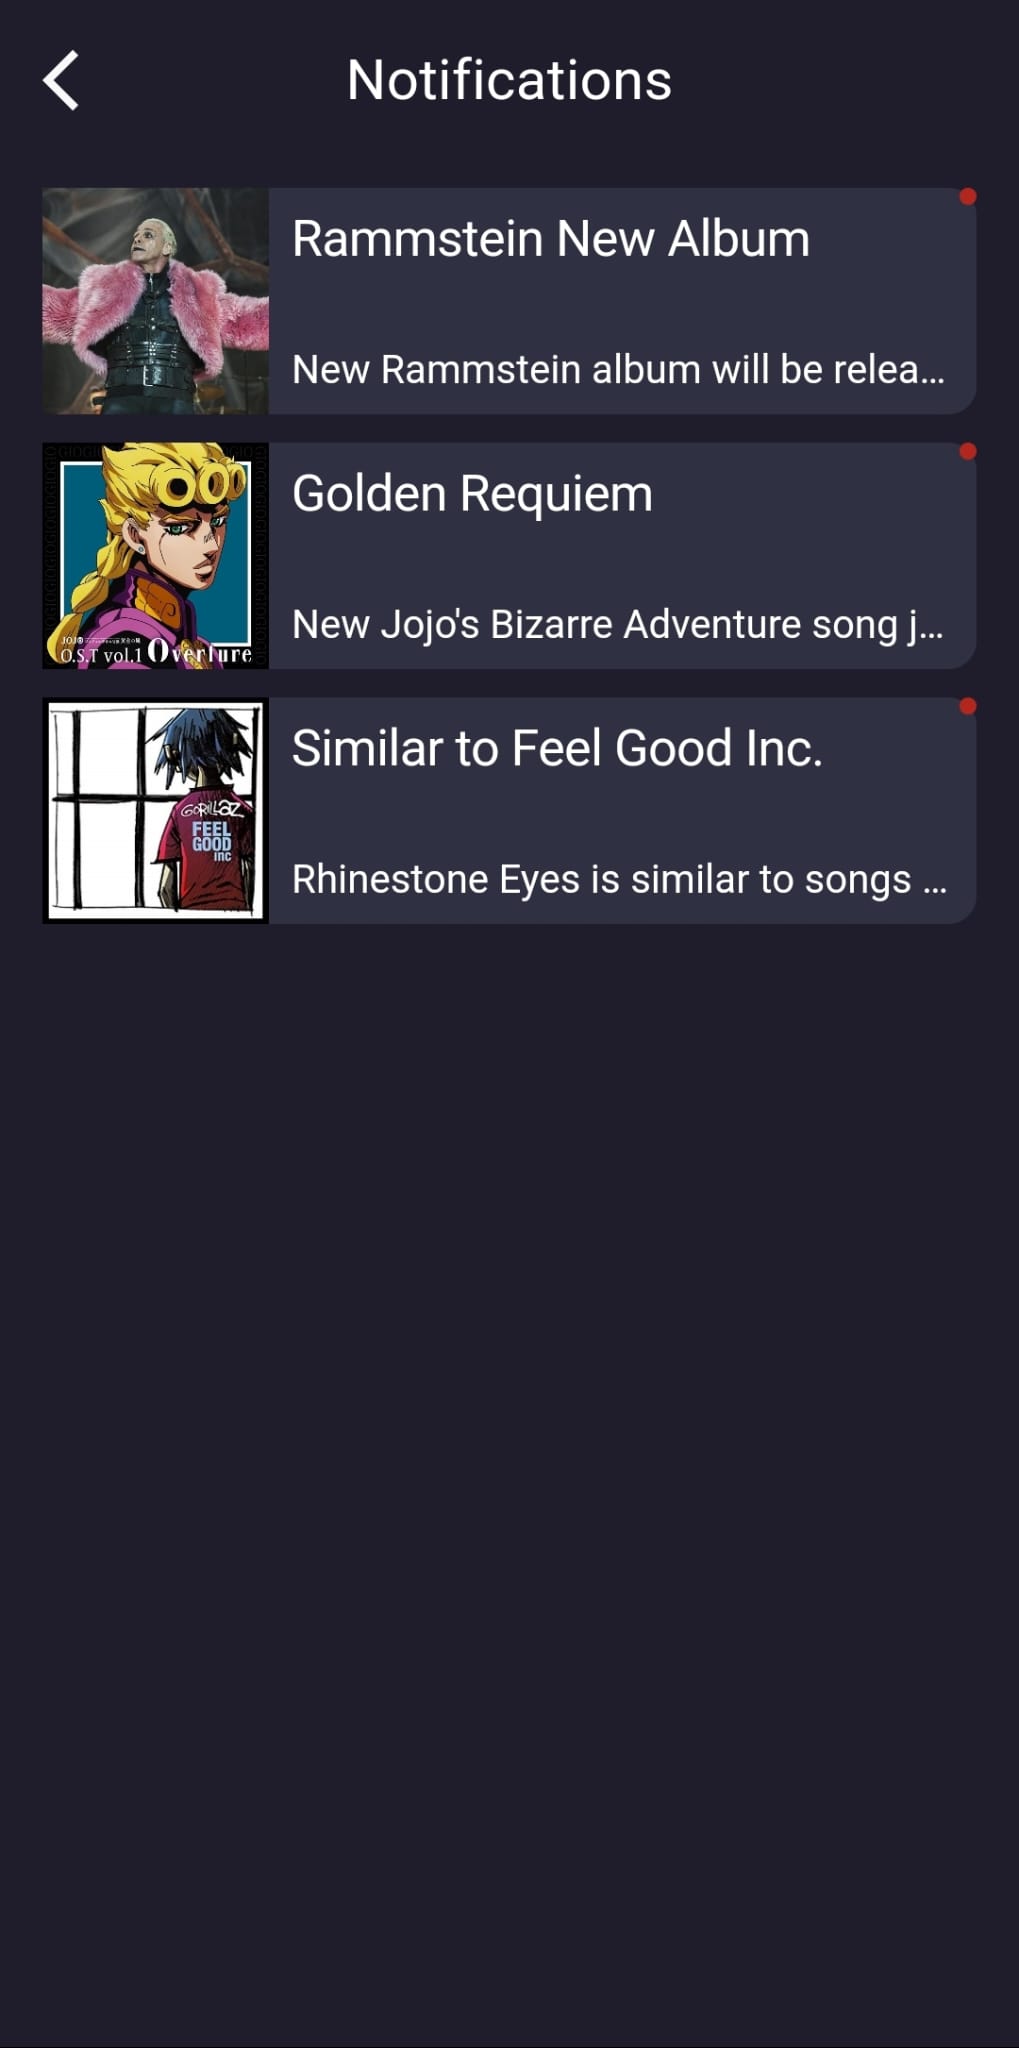 Notifications
Rammstein New Album
New Rammstein album will be relea...
Golden Requiem
New Jojo's Bizarre Adventure song j...
O.S.T vol.1 Overture
Similar to Feel Good Inc.
Rhinestone Eyes is similar to songs ...
GORILLAZ
FEEL
GOOD
INC